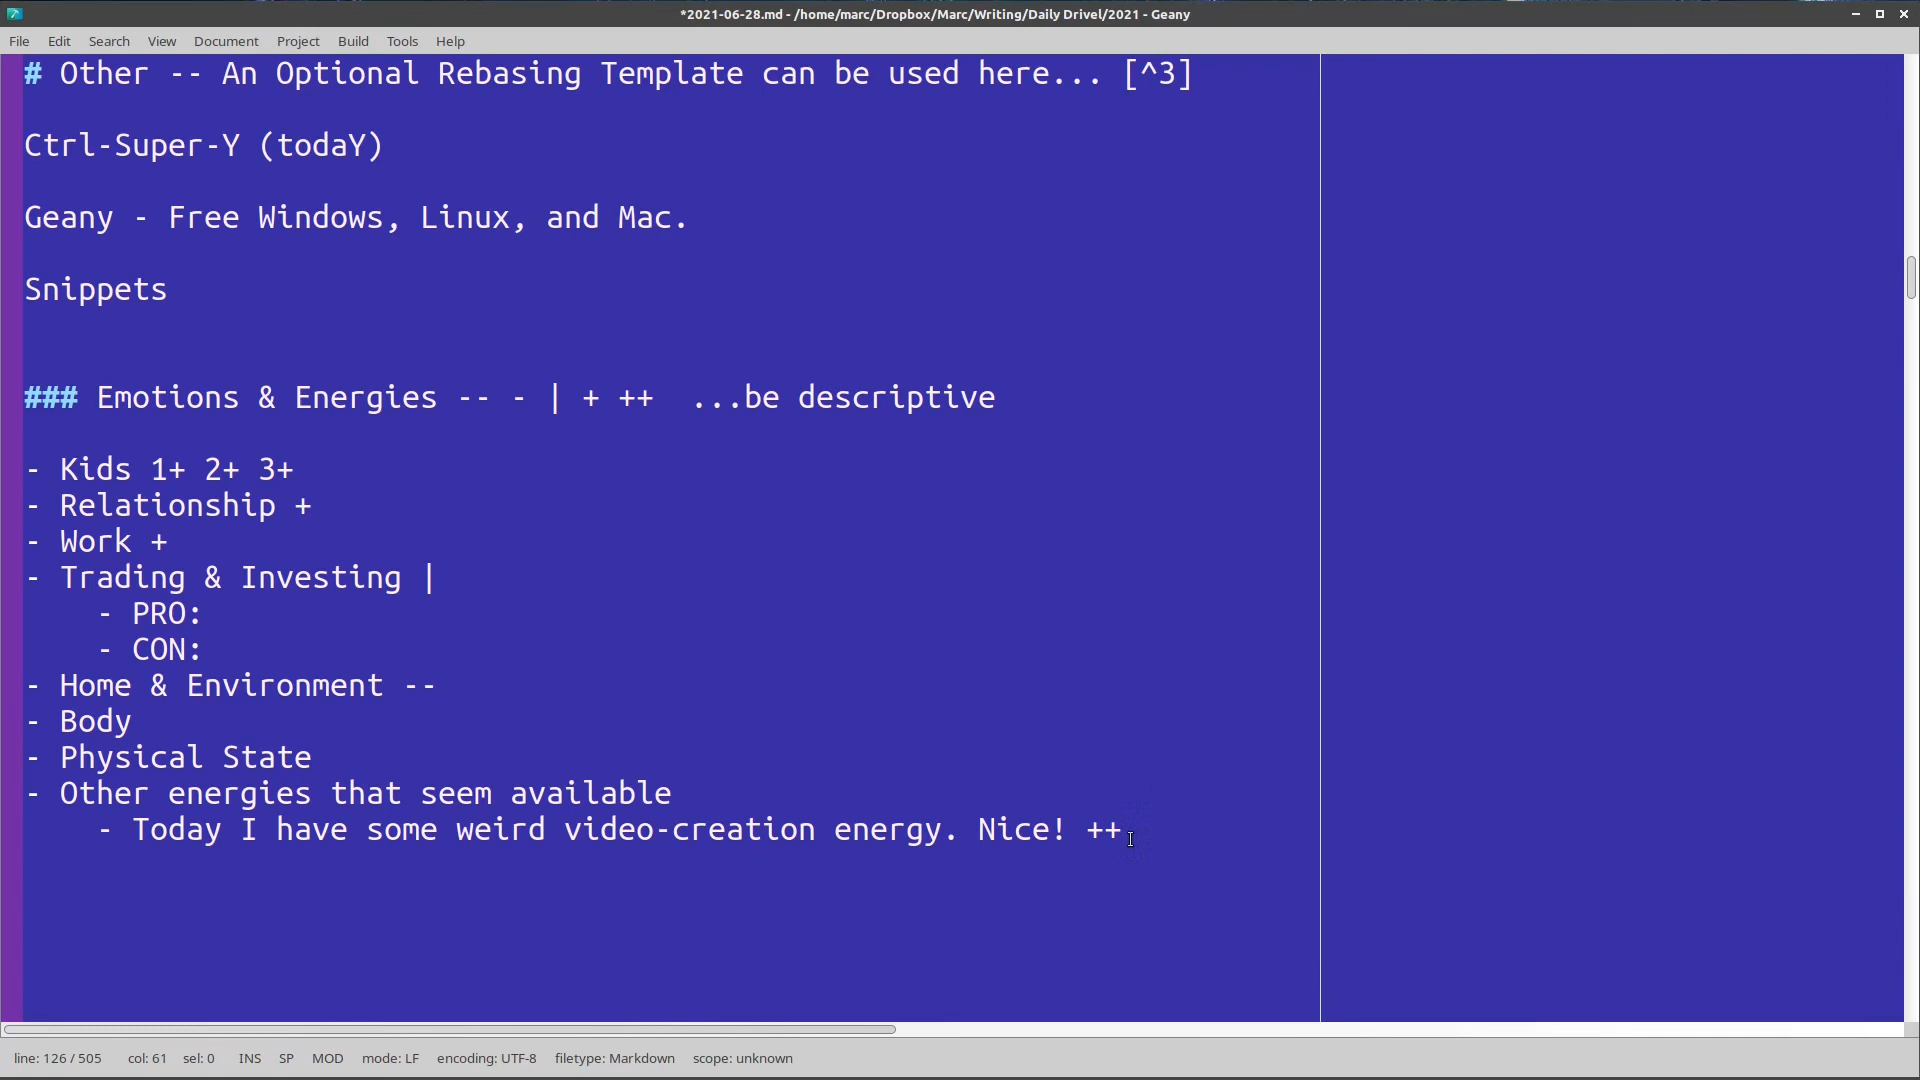 *2021-06-28.md - /home/marc/Dropbox/Marc/Writing/Daily Drivel/2021 - Geany
File Edit Search View Document Project Build Tools Help
# Other -- An Optional Rebasing Template can be used here... [^3]
Ctrl-Super-Y (todaY)
Geany - Free Windows, Linux, and Mac.
Snippets
### Emotions & Energies -- - | + ++  ...be descriptive
- Kids 1+ 2+ 3+
- Relationship +
- Work +
- Trading & Investing |
    - PRO:
    - CON:
- Home & Environment --
- Body
- Physical State
- Other energies that seem available
    - Today I have some weird video-creation energy. Nice! ++
line: 126 / 505 col: 61 sel: 0 INS SP MOD mode: LF encoding: UTF-8 filetype: Markdown scope: unknown